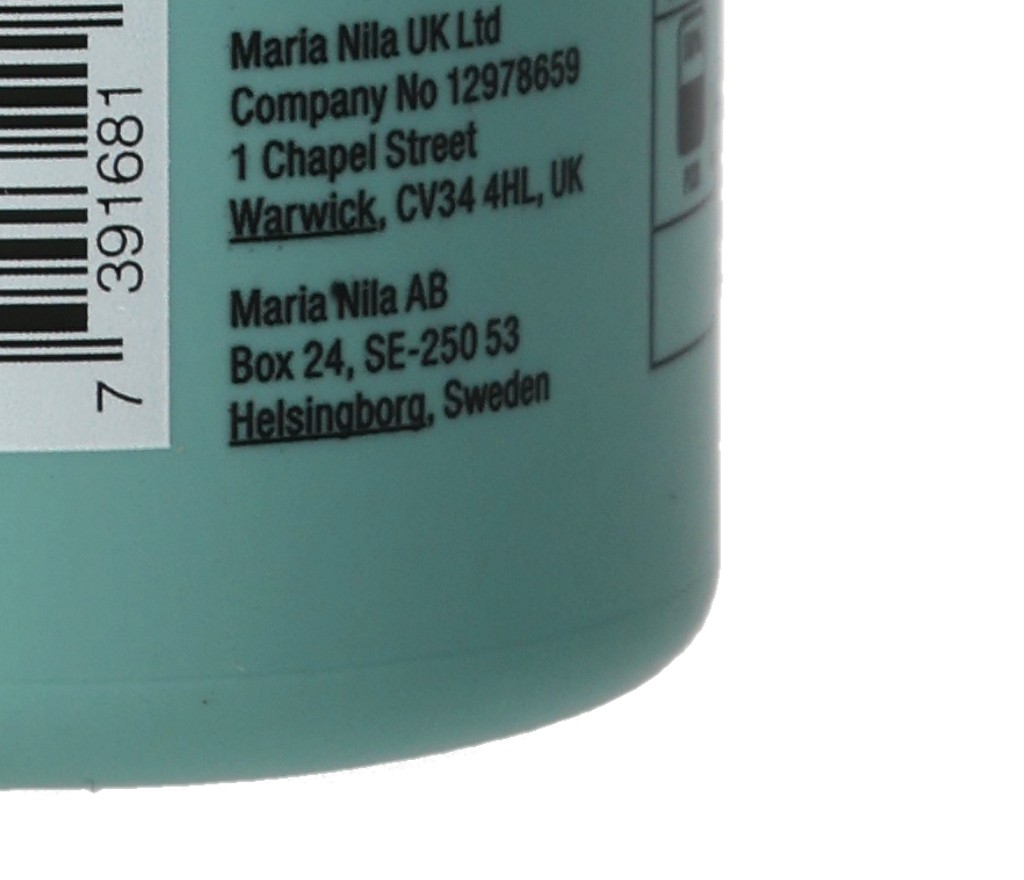 Maria Nila UK Ltd
Company No 12978659
1 Chapel Street
Warwick, CV34 4HL, UK
Maria Nila AB
Box 24, SE-250 53
Helsingborg, Sweden
7 391681